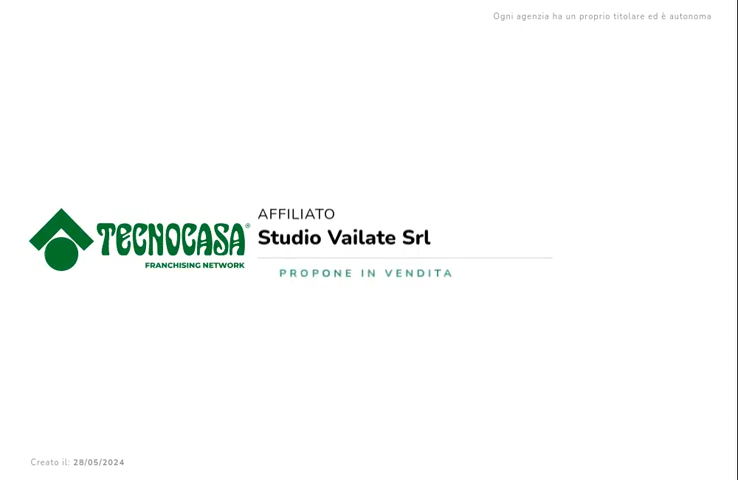 Ogni agenzia ha un proprio titolare ed è autonoma
AFFILIATO
TECNOCASA®
Studio Vailate Srl
FRANCHISING NETWORK
PROPONE IN VENDITA
Creato il: 28/05/2024